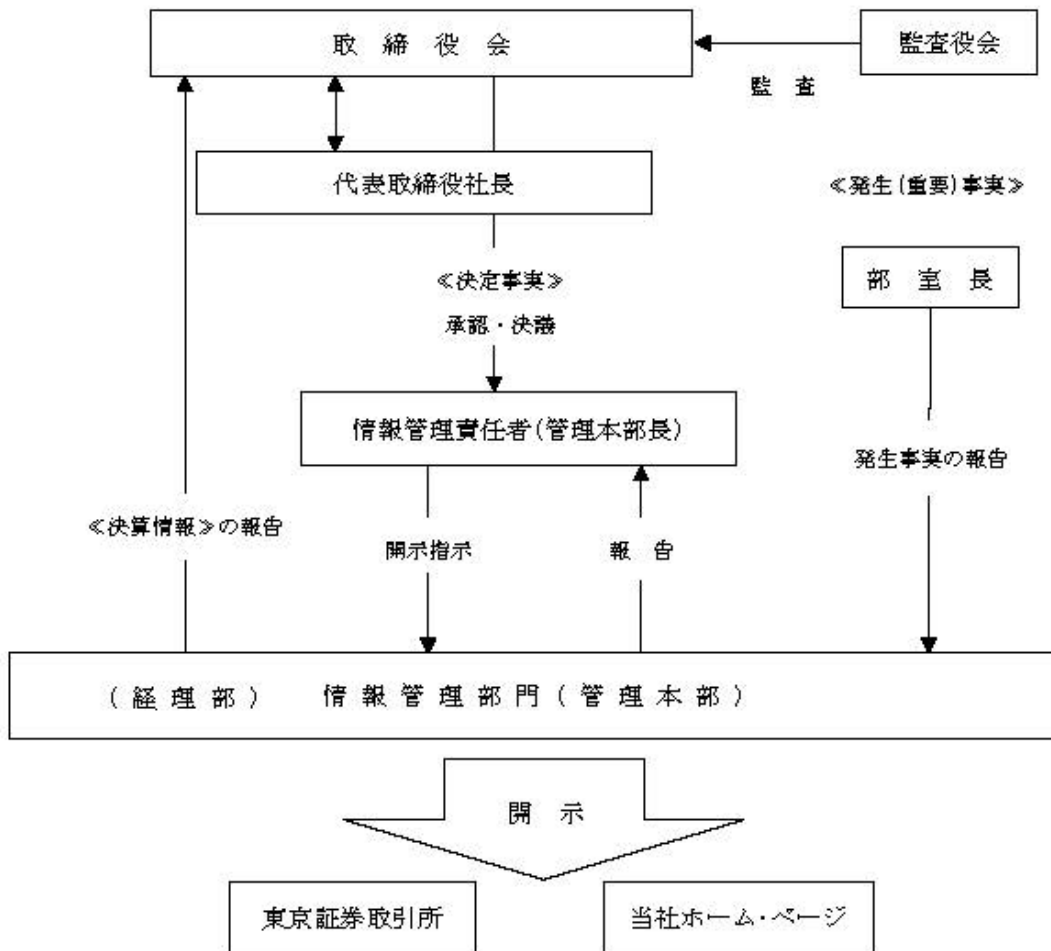 取締役会
監査役会
監査
代表取締役社長
≪発生(重要)事実≫
≪決定事実≫
承認・決議
部室長
情報管理責任者(管理本部長)
発生事実の報告
≪決算情報≫の報告
開示指示
報告
(経理部) 情報管理部門(管理本部)
開示
東京証券取引所
当社ホーム・ページ